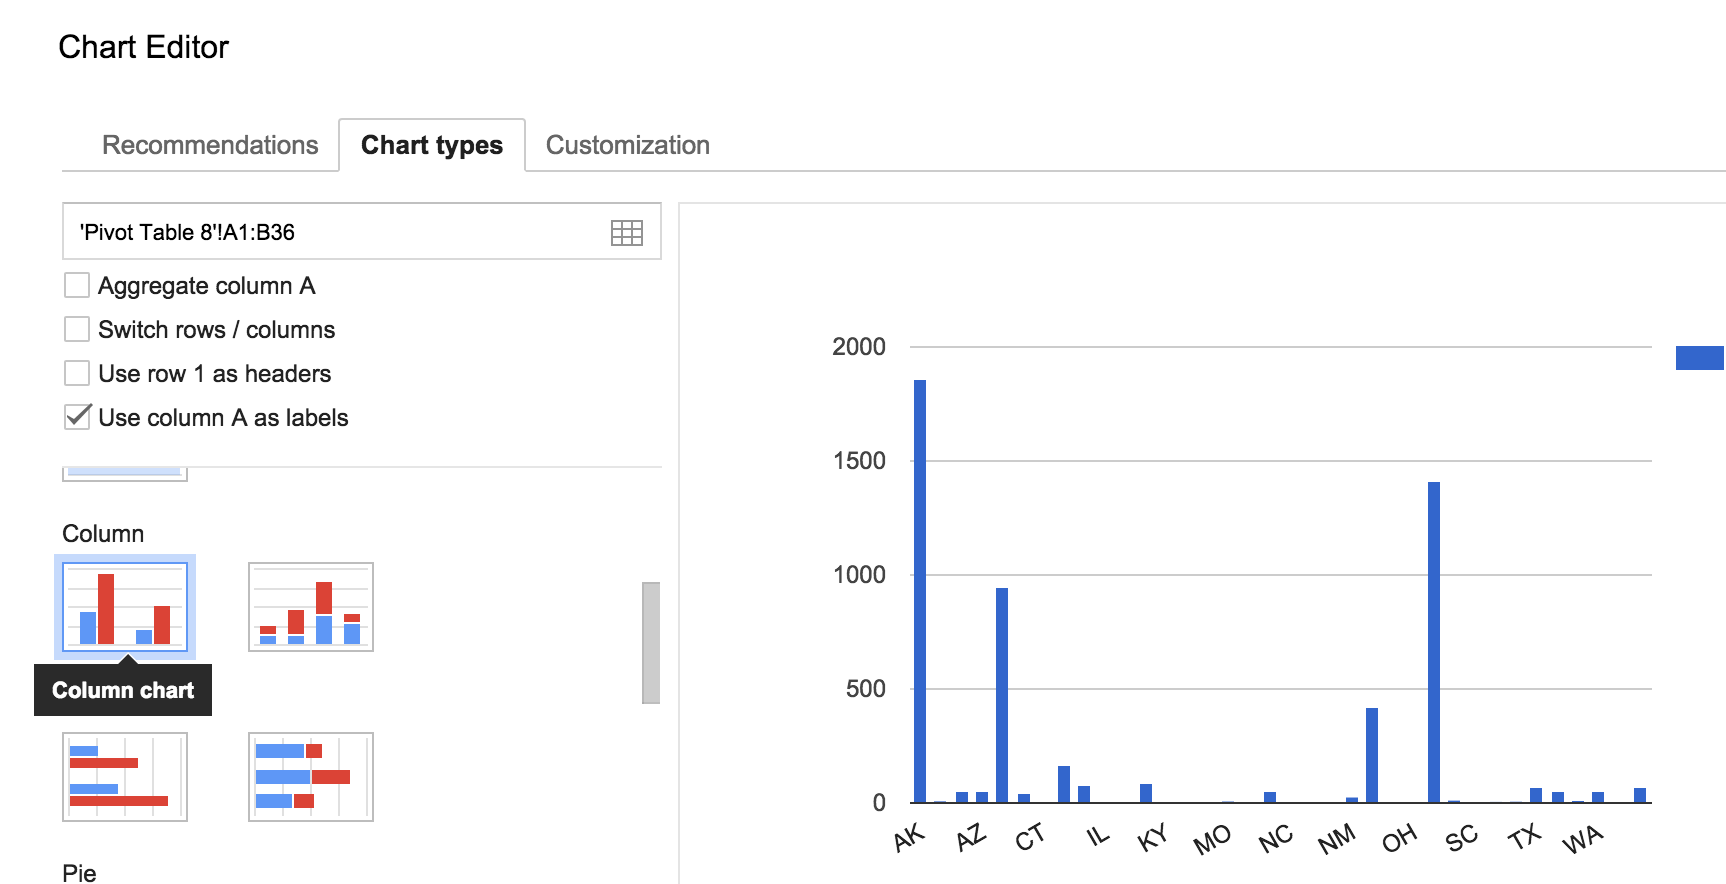 Chart Editor
Recommendations
Chart types
Customization
'Pivot Table 8'!A1:B36
Aggregate column A
Switch rows / columns
Use row 1 as headers
Use column A as labels
Column
Column chart
Pie
2000
1500
1000
500
0
AK AZ CT IL KY MO NC NM OH SC TX WA